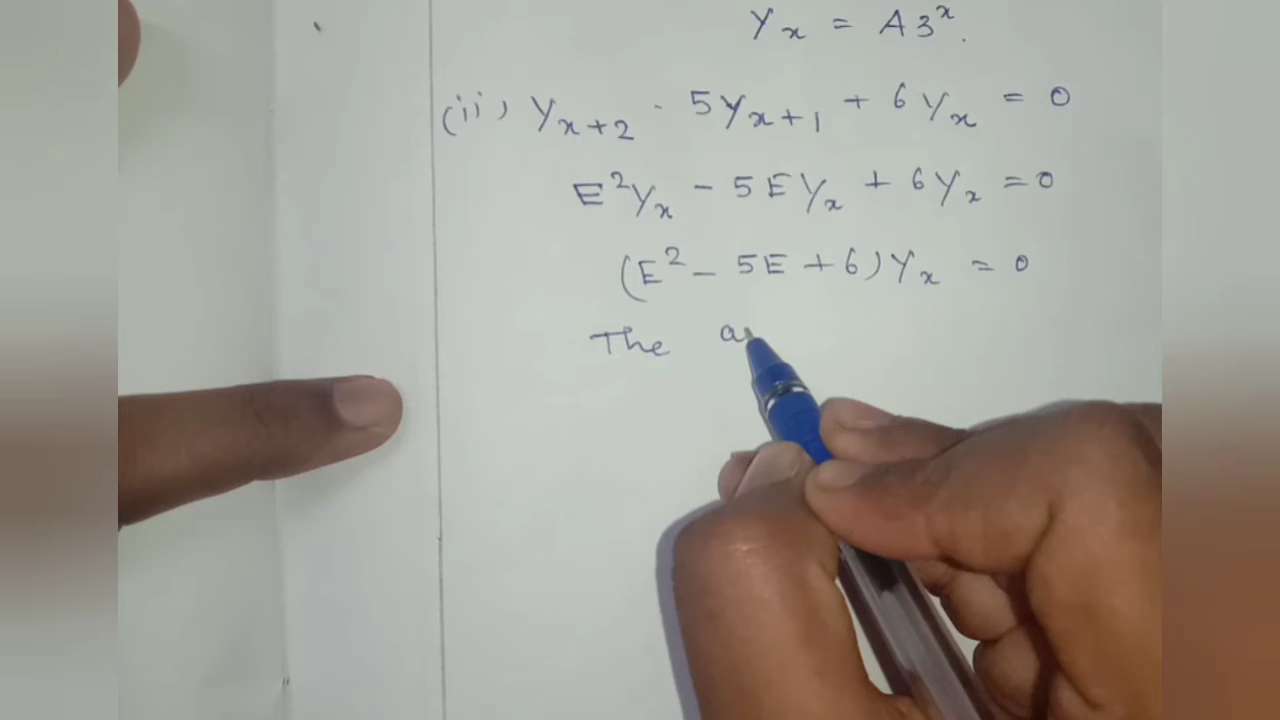 Yx = A3^x.
(ii) Yx+2 - 5Yx+1 + 6Yx = 0
E²Yx - 5EYx + 6Yx = 0
(E² - 5E + 6)Yx = 0
The a